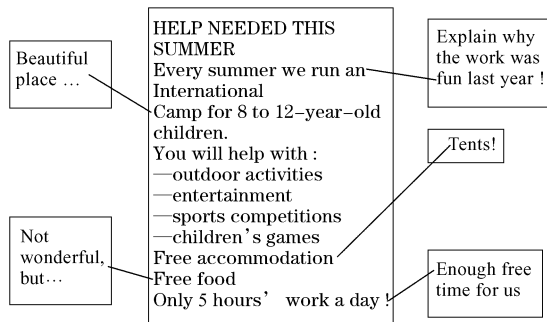 HELP NEEDED THIS
SUMMER
Every summer we run an
International
Camp for 8 to 12-year-old
children.
You will help with :
—outdoor activities
—entertainment
—sports competitions
—children's games
Free accommodation
Free food
Only 5 hours' work a day !
Beautiful
place …
Not
wonderful,
but…
Explain why
the work was
fun last year !
Tents!
Enough free
time for us